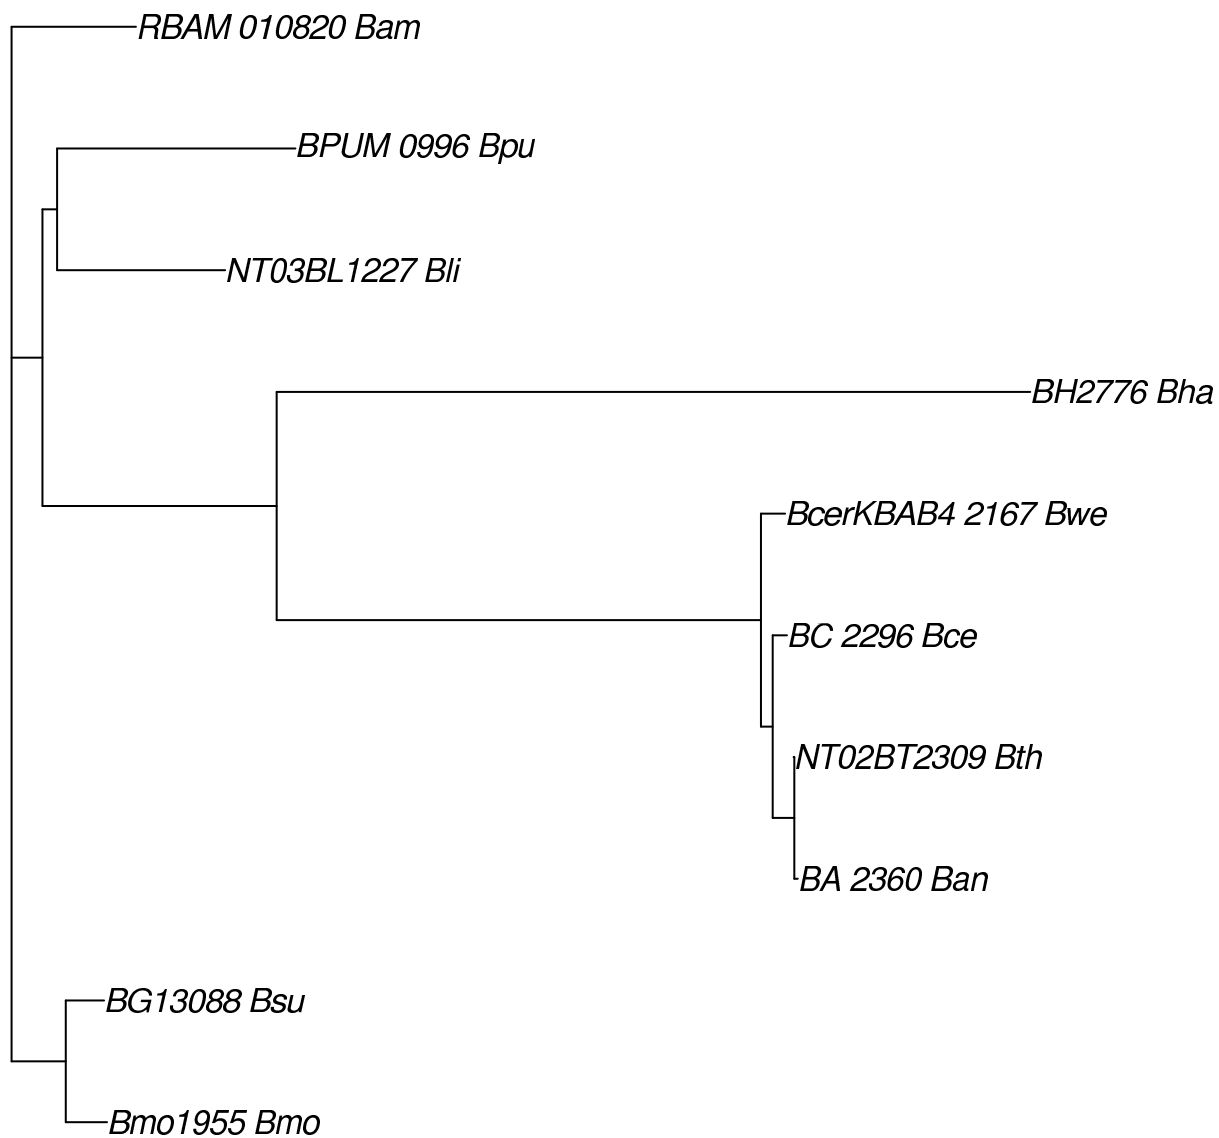 RBAM 010820 Bam
BPUM 0996 Bpu
NT03BL1227 Bli
BH2776 Bha
BcerKBAB4 2167 Bwe
BC 2296 Bce
NT02BT2309 Bth
BA 2360 Ban
BG13088 Bsu
Bmo1955 Bmo